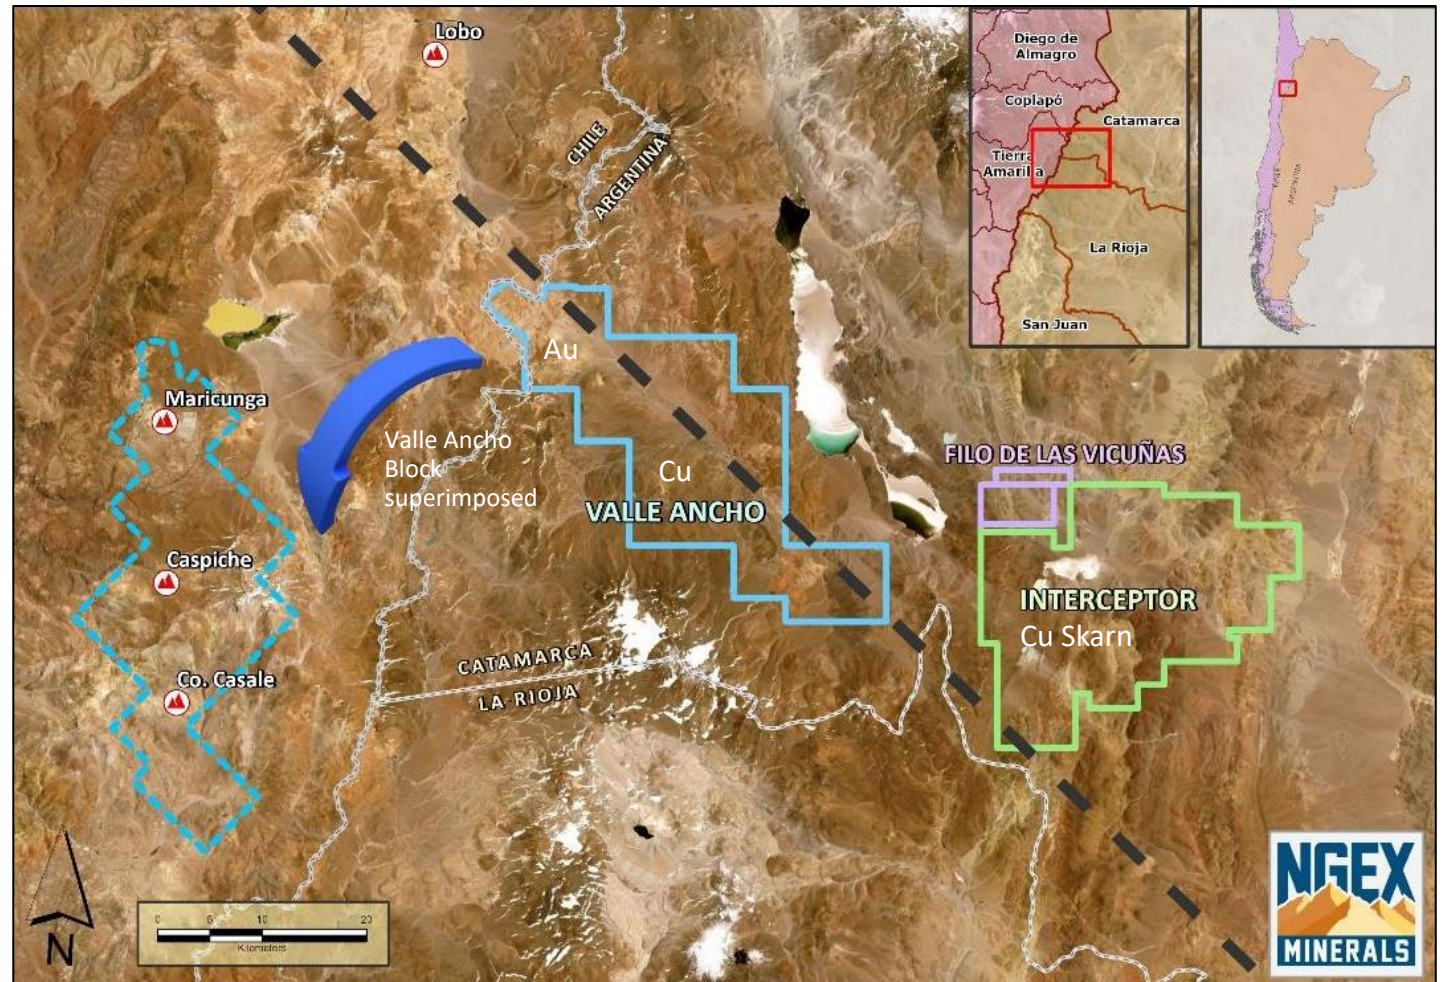 Lobo
CHILE
ARGENTINA
Diego de
Almagro
Copiapó
Catamarca
Tierra
Amarilla
La Rioja
San Juan
Au
Maricunga
Valle Ancho
Block
superimposed
Cu
VALLE ANCHO
FILO DE LAS VICUÑAS
Caspiche
INTERCEPTOR
Cu Skarn
CATAMARCA
LA RIOJA
Co. Casale
N
0 5 10 20
Kilometers
NGEX
MINERALS